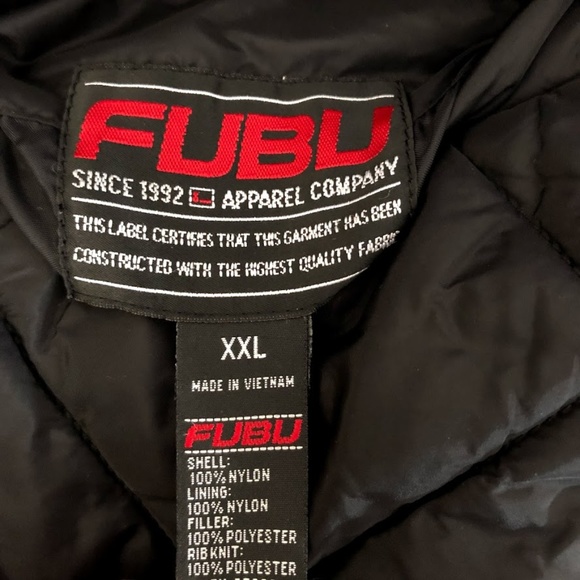 FUBU
SINCE 1992 APPAREL COMPANY
THIS LABEL CERTIFIES THAT THIS GARMENT HAS BEEN
CONSTRUCTED WITH THE HIGHEST QUALITY FABRIC
XXL
MADE IN VIETNAM
FUBU
SHELL:
100% NYLON
LINING:
100% NYLON
FILLER:
100% POLYESTER
RIB KNIT:
100% POLYESTER